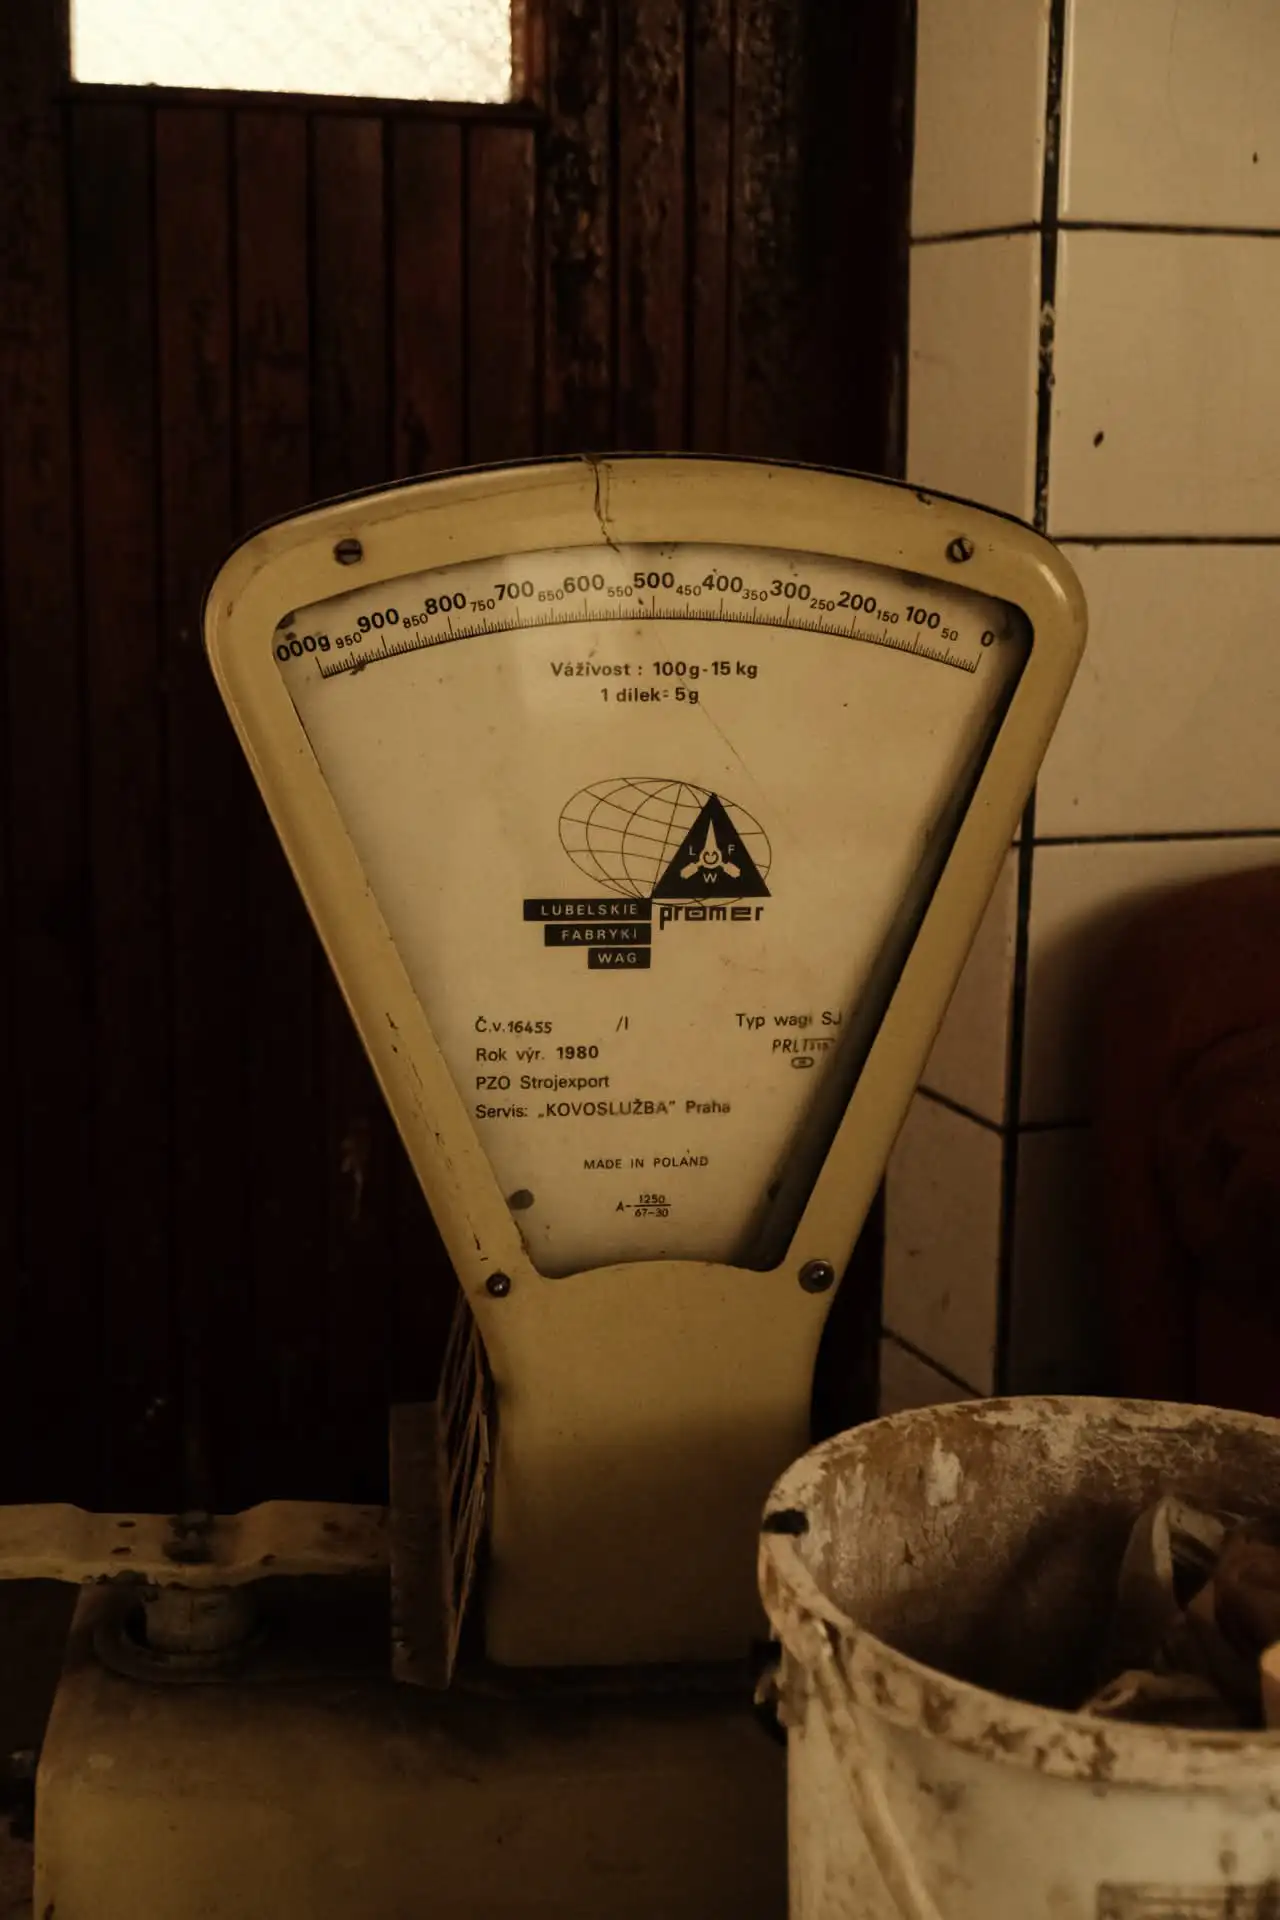 000g 950 900 850 800 750 700 650 600 550 500 450 400 350 300 250 200 150 100 50 0
Váživost : 100g-15 kg
1 dílek= 5g
L F
W
LUBELSKIE promer
FABRYKI
WAG
Č.v.16455 /I Typ wagi SJ
Rok výr. 1980 PRL
PZO Strojexport
Servis: „KOVOSLUŽBA" Praha
MADE IN POLAND
A-1250/67-30